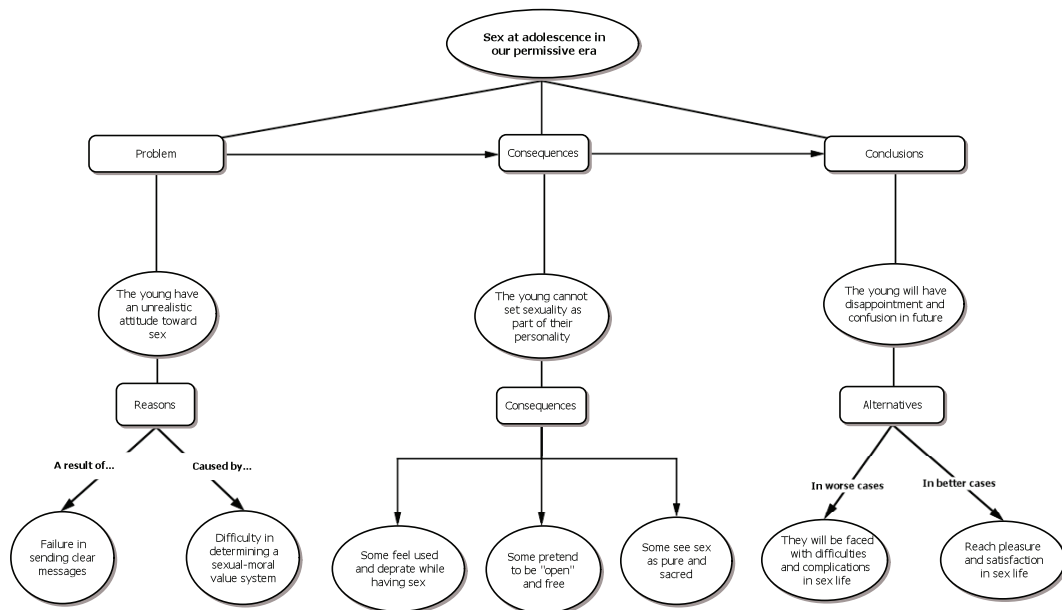 Sex at adolescence in
our permissive era
Problem
Consequences
Conclusions
The young have
an unrealistic
attitude toward
sex
The young cannot
set sexuality as
part of their
personality
The young will have
disappointment and
confusion in future
Reasons
Consequences
Alternatives
A result of...
Caused by...
In worse cases
In better cases
Failure in
sending clear
messages
Difficulty in
determining a
sexual-moral
value system
Some feel used
and deprate while
having sex
Some pretend
to be "open"
and free
Some see sex
as pure and
sacred
They will be faced
with difficulties
and complications
in sex life
Reach pleasure
and satisfaction
in sex life